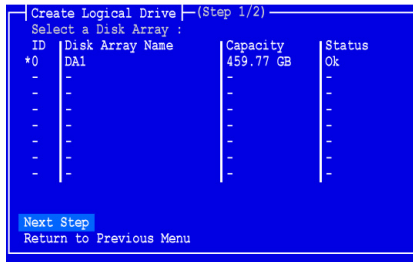 Create Logical Drive (Step 1/2)
Select a Disk Array :
ID Disk Array Name Capacity Status
*0 DA1 459.77 GB Ok
- - - -
- - - -
- - - -
- - - -
- - - -
- - - -
- - - -
Next Step
Return to Previous Menu